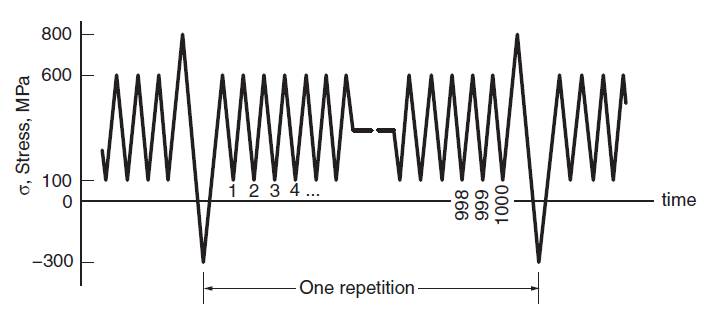 800
600
100
0
−300
σ, Stress, MPa
1 2 3 4 ...
998
999
1000
time
One repetition